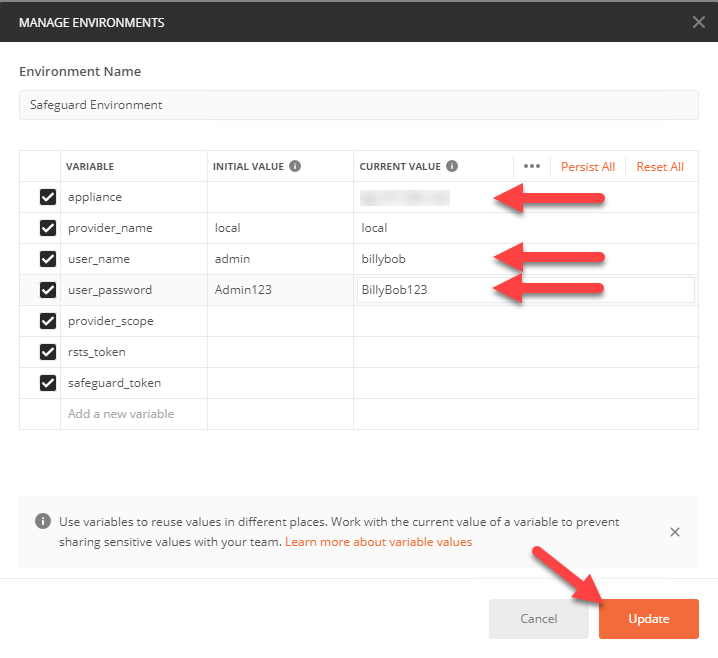 MANAGE ENVIRONMENTS
Environment Name
Safeguard Environment
VARIABLE INITIAL VALUE CURRENT VALUE ••• Persist All Reset All
appliance
provider_name local local
user_name admin billybob
user_password Admin123 BillyBob123
provider_scope
rsts_token
safeguard_token
Add a new variable
Use variables to reuse values in different places. Work with the current value of a variable to prevent
sharing sensitive values with your team. Learn more about variable values
Cancel Update